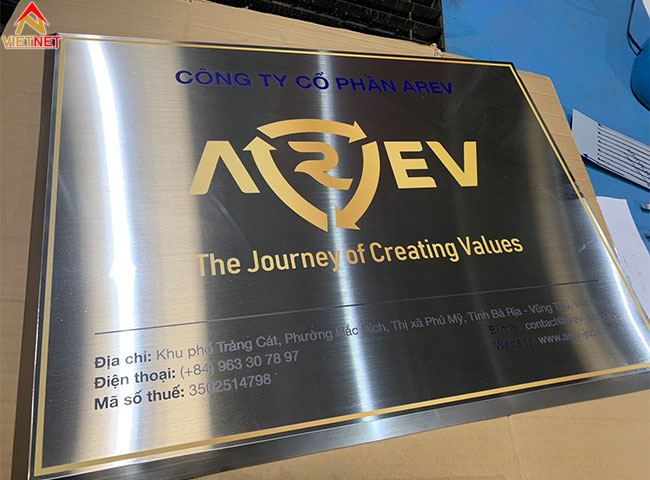 VIETNET
CÔNG TY CỔ PHẦN AREV
AREV
The Journey of Creating Values
Địa chỉ: Khu phố Trảng Cát, Phường Hắc Dịch, Thị xã Phú Mỹ, Tỉnh Bà Rịa - Vũng
Điện thoại: (+84) 963 30 78 97
E-mail:
Mã số thuế: 3502514798
Website: